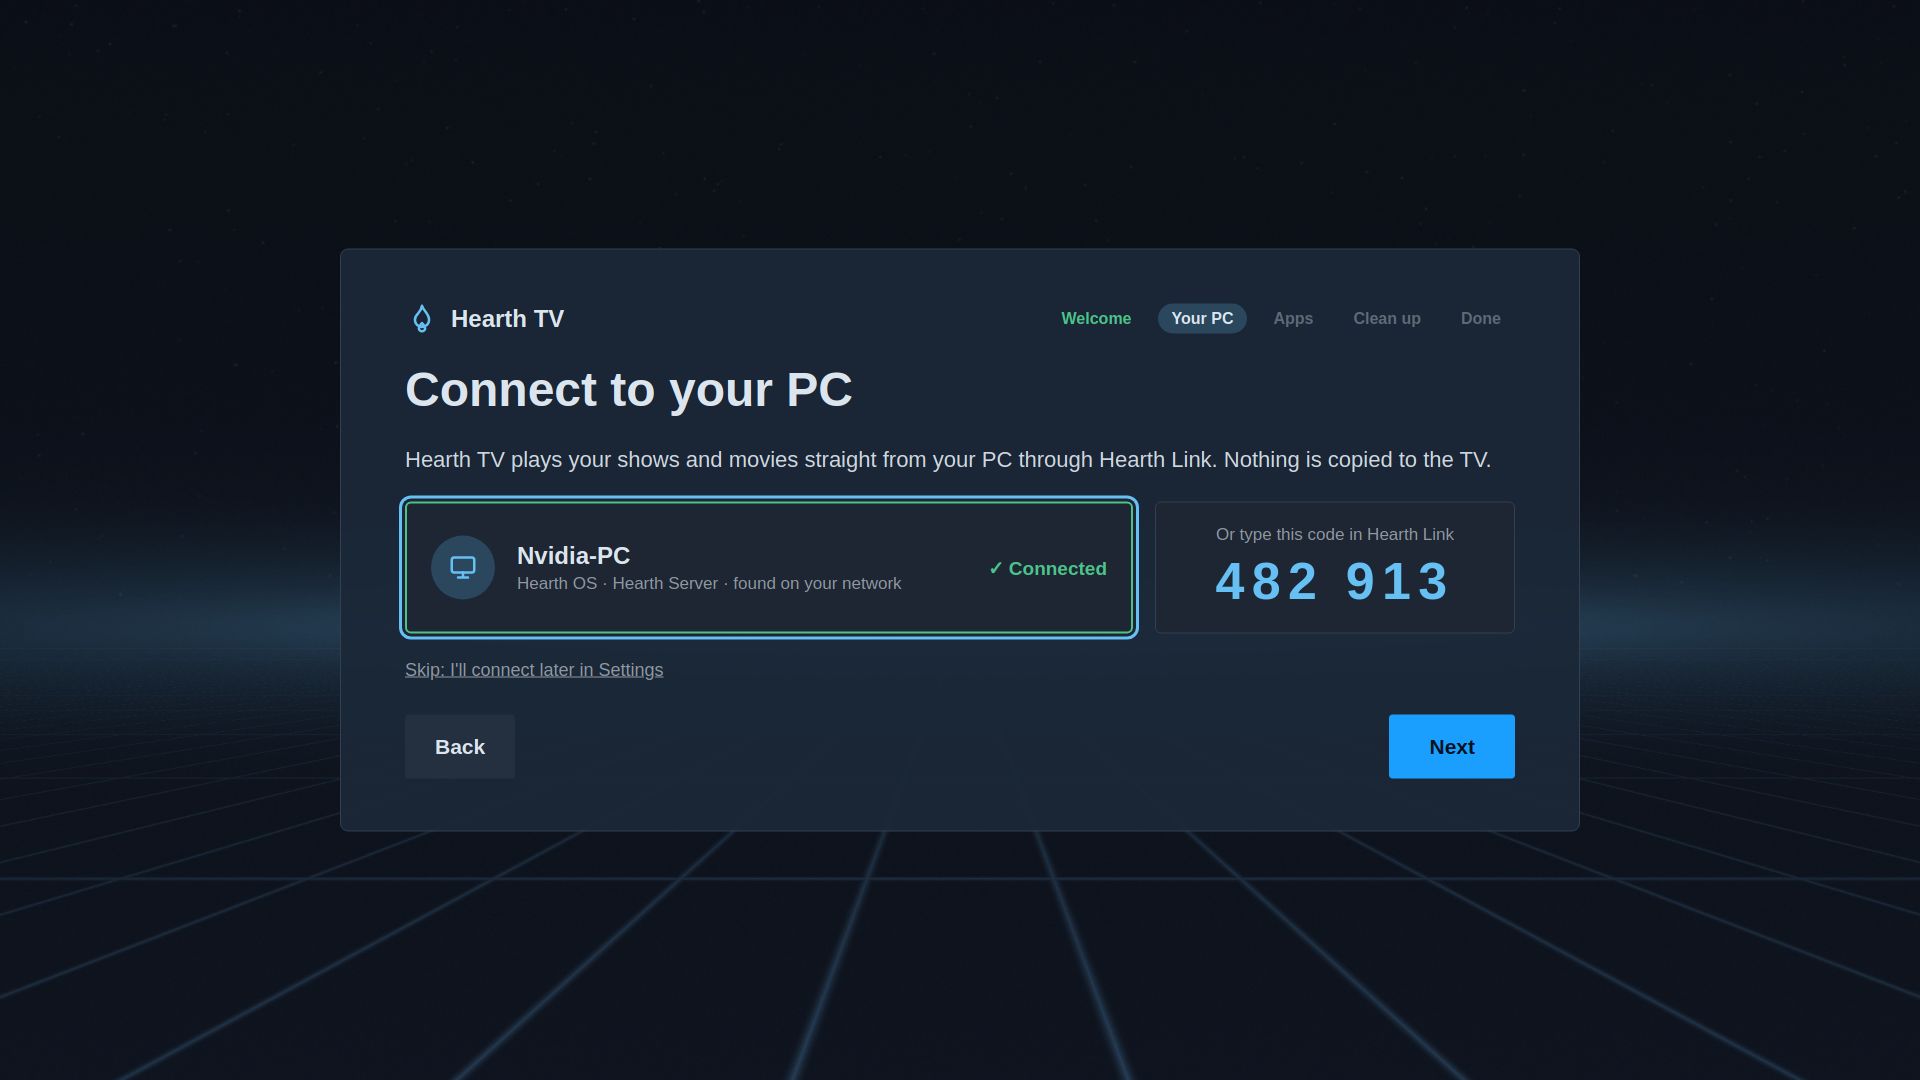 Hearth TV
Welcome
Your PC
Apps
Clean up
Done
Connect to your PC
Hearth TV plays your shows and movies straight from your PC through Hearth Link. Nothing is copied to the TV.
Nvidia-PC
Hearth OS · Hearth Server · found on your network
✓ Connected
Or type this code in Hearth Link
482 913
Skip: I'll connect later in Settings
Back
Next